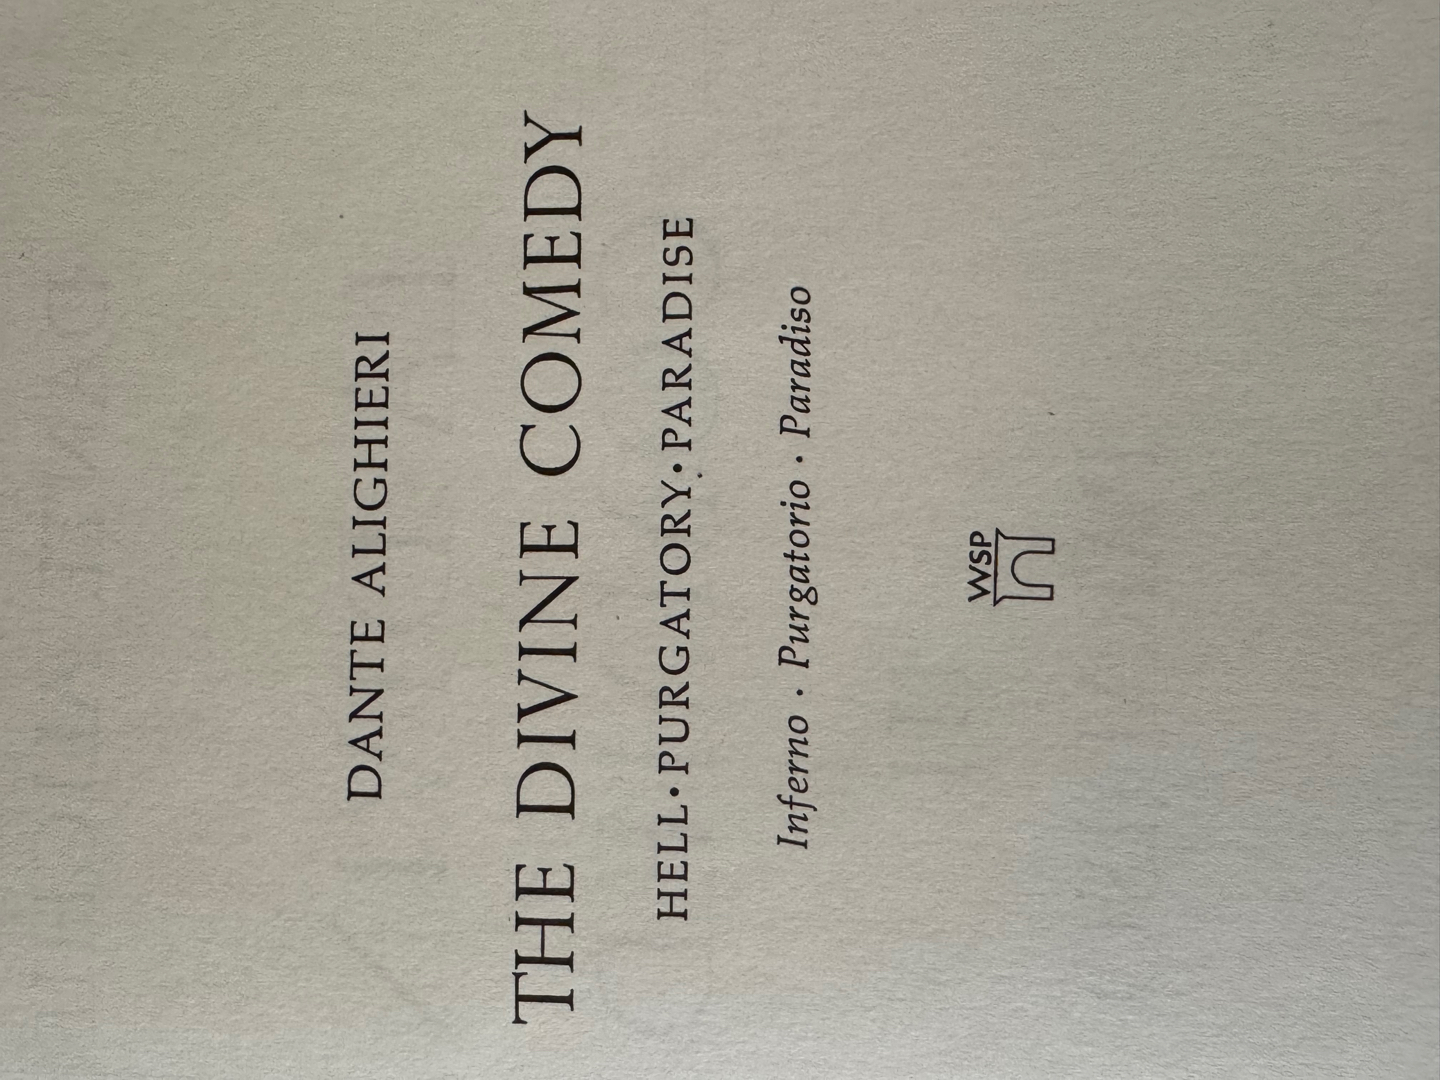 DANTE ALIGHIERI
THE DIVINE COMEDY
HELL·PURGATORY·PARADISE
Inferno · Purgatorio · Paradiso
WSP